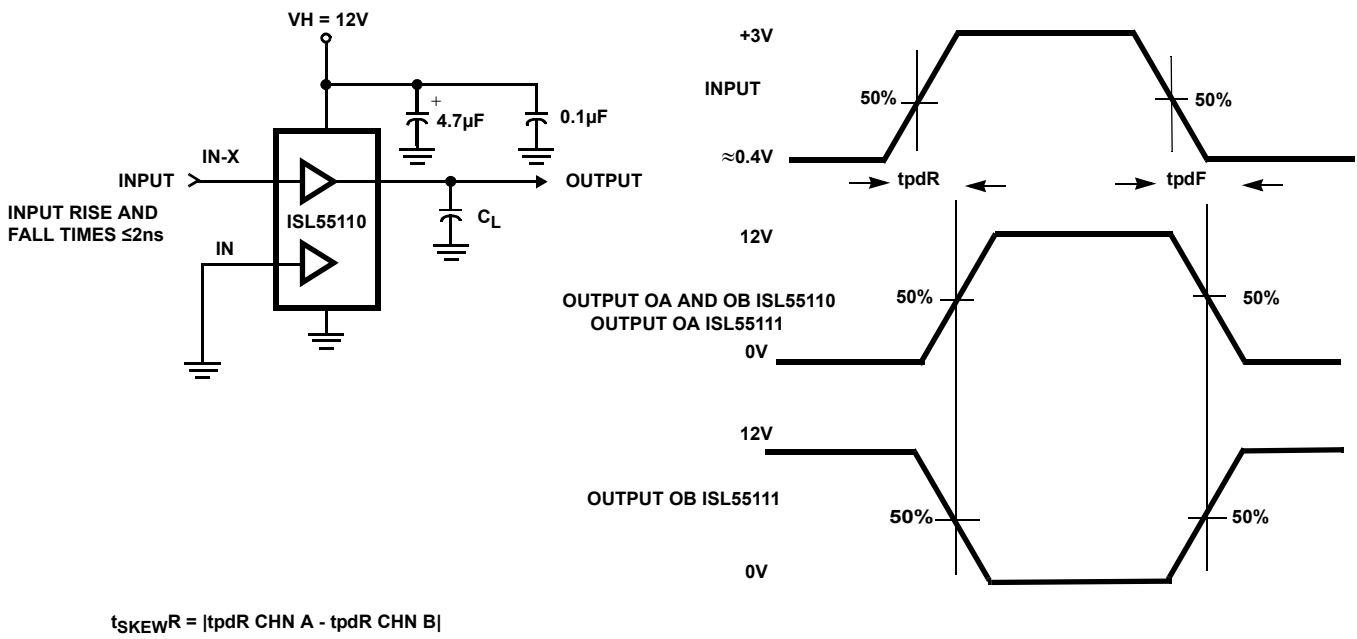 VH = 12V
+
4.7µF
0.1µF
IN-X
INPUT
OUTPUT
INPUT RISE AND
FALL TIMES ≤2ns
ISL55110
CL
IN
+3V
INPUT
50%
50%
≈0.4V
tpdR
tpdF
12V
OUTPUT OA AND OB ISL55110
OUTPUT OA ISL55111
50%
50%
0V
12V
OUTPUT OB ISL55111
50%
50%
0V
tSKEWR = |tpdR CHN A - tpdR CHN B|